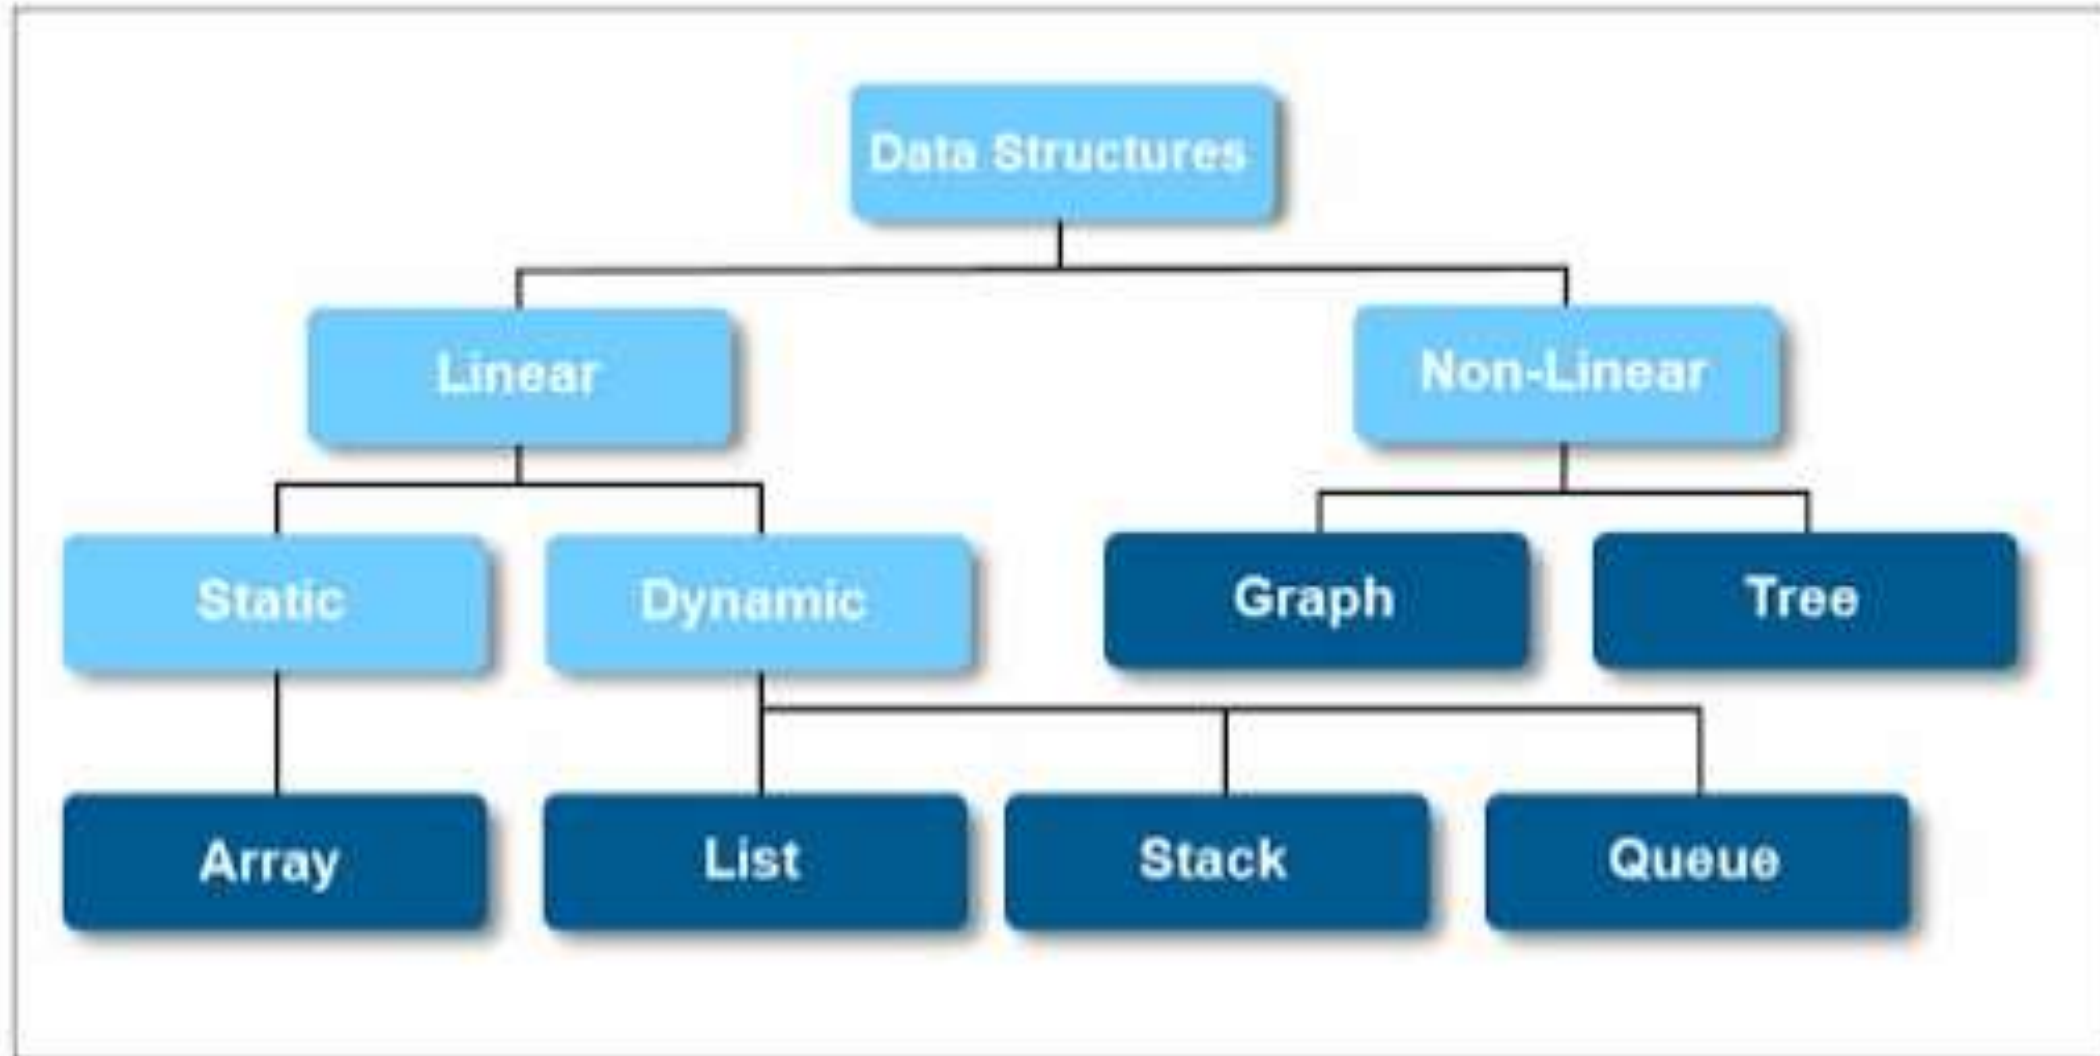 Data Structures
Linear
Non-Linear
Static
Dynamic
Graph
Tree
Array
List
Stack
Queue